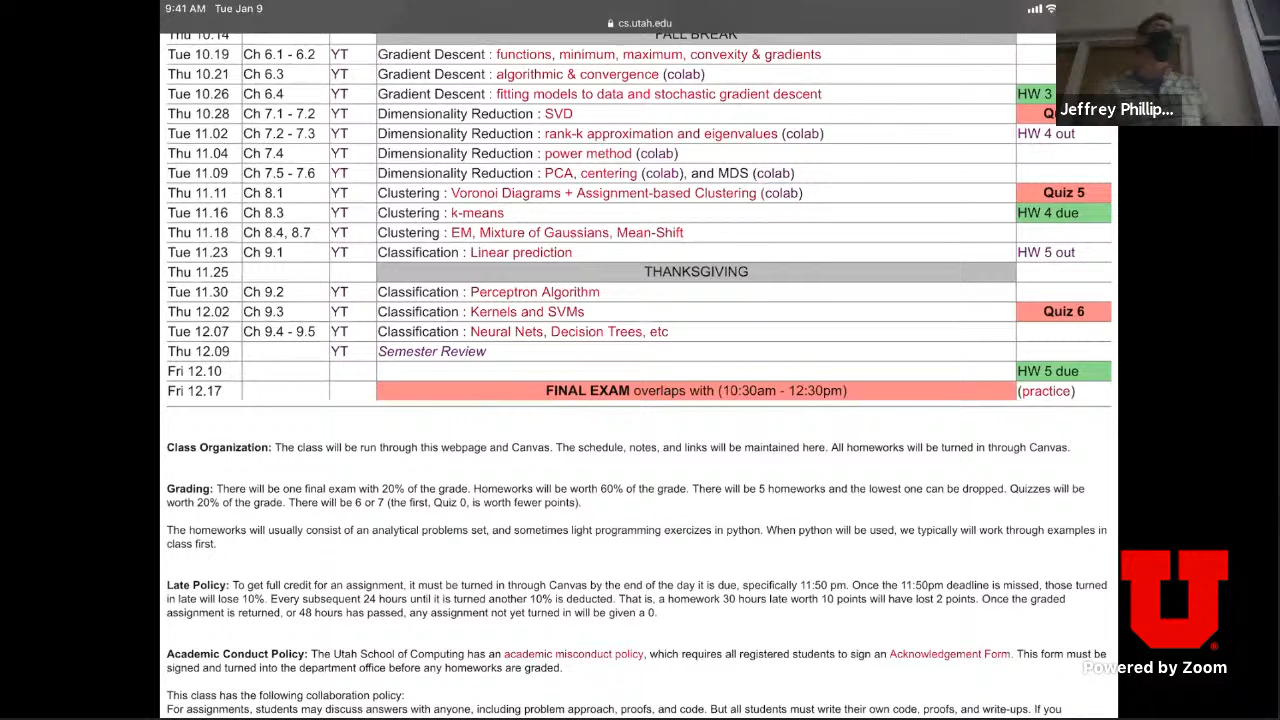 9:41 AM Tue Jan 9
cs.utah.edu
Thu 10.14 FALL BREAK
Tue 10.19 Ch 6.1 - 6.2 YT Gradient Descent : functions, minimum, maximum, convexity & gradients
Thu 10.21 Ch 6.3 YT Gradient Descent : algorithmic & convergence (colab)
Tue 10.26 Ch 6.4 YT Gradient Descent : fitting models to data and stochastic gradient descent HW 3
Thu 10.28 Ch 7.1 - 7.2 YT Dimensionality Reduction : SVD
Tue 11.02 Ch 7.2 - 7.3 YT Dimensionality Reduction : rank-k approximation and eigenvalues (colab) HW 4 out
Thu 11.04 Ch 7.4 YT Dimensionality Reduction : power method (colab)
Tue 11.09 Ch 7.5 - 7.6 YT Dimensionality Reduction : PCA, centering (colab), and MDS (colab)
Thu 11.11 Ch 8.1 YT Clustering : Voronoi Diagrams + Assignment-based Clustering (colab) Quiz 5
Tue 11.16 Ch 8.3 YT Clustering : k-means HW 4 due
Thu 11.18 Ch 8.4, 8.7 YT Clustering : EM, Mixture of Gaussians, Mean-Shift
Tue 11.23 Ch 9.1 YT Classification : Linear prediction HW 5 out
Thu 11.25 THANKSGIVING
Tue 11.30 Ch 9.2 YT Classification : Perceptron Algorithm
Thu 12.02 Ch 9.3 YT Classification : Kernels and SVMs Quiz 6
Tue 12.07 Ch 9.4 - 9.5 YT Classification : Neural Nets, Decision Trees, etc
Thu 12.09 YT Semester Review
Fri 12.10 HW 5 due
Fri 12.17 FINAL EXAM overlaps with (10:30am - 12:30pm) (practice)
Class Organization: The class will be run through this webpage and Canvas. The schedule, notes, and links will be maintained here. All homeworks will be turned in through Canvas.
Grading: There will be one final exam with 20% of the grade. Homeworks will be worth 60% of the grade. There will be 5 homeworks and the lowest one can be dropped. Quizzes will be
worth 20% of the grade. There will be 6 or 7 (the first, Quiz 0, is worth fewer points).
The homeworks will usually consist of an analytical problems set, and sometimes light programming exercizes in python. When python will be used, we typically will work through examples in
class first.
Late Policy: To get full credit for an assignment, it must be turned in through Canvas by the end of the day it is due, specifically 11:50 pm. Once the 11:50pm deadline is missed, those turned
in late will lose 10%. Every subsequent 24 hours until it is turned another 10% is deducted. That is, a homework 30 hours late worth 10 points will have lost 2 points. Once the graded
assignment is returned, or 48 hours has passed, any assignment not yet turned in will be given a 0.
Academic Conduct Policy: The Utah School of Computing has an academic misconduct policy, which requires all registered students to sign an Acknowledgement Form. This form must be
signed and turned into the department office before any homeworks are graded.
This class has the following collaboration policy:
For assignments, students may discuss answers with anyone, including problem approach, proofs, and code. But all students must write their own code, proofs, and write-ups. If you
Jeffrey Phillip...
U
Powered by Zoom